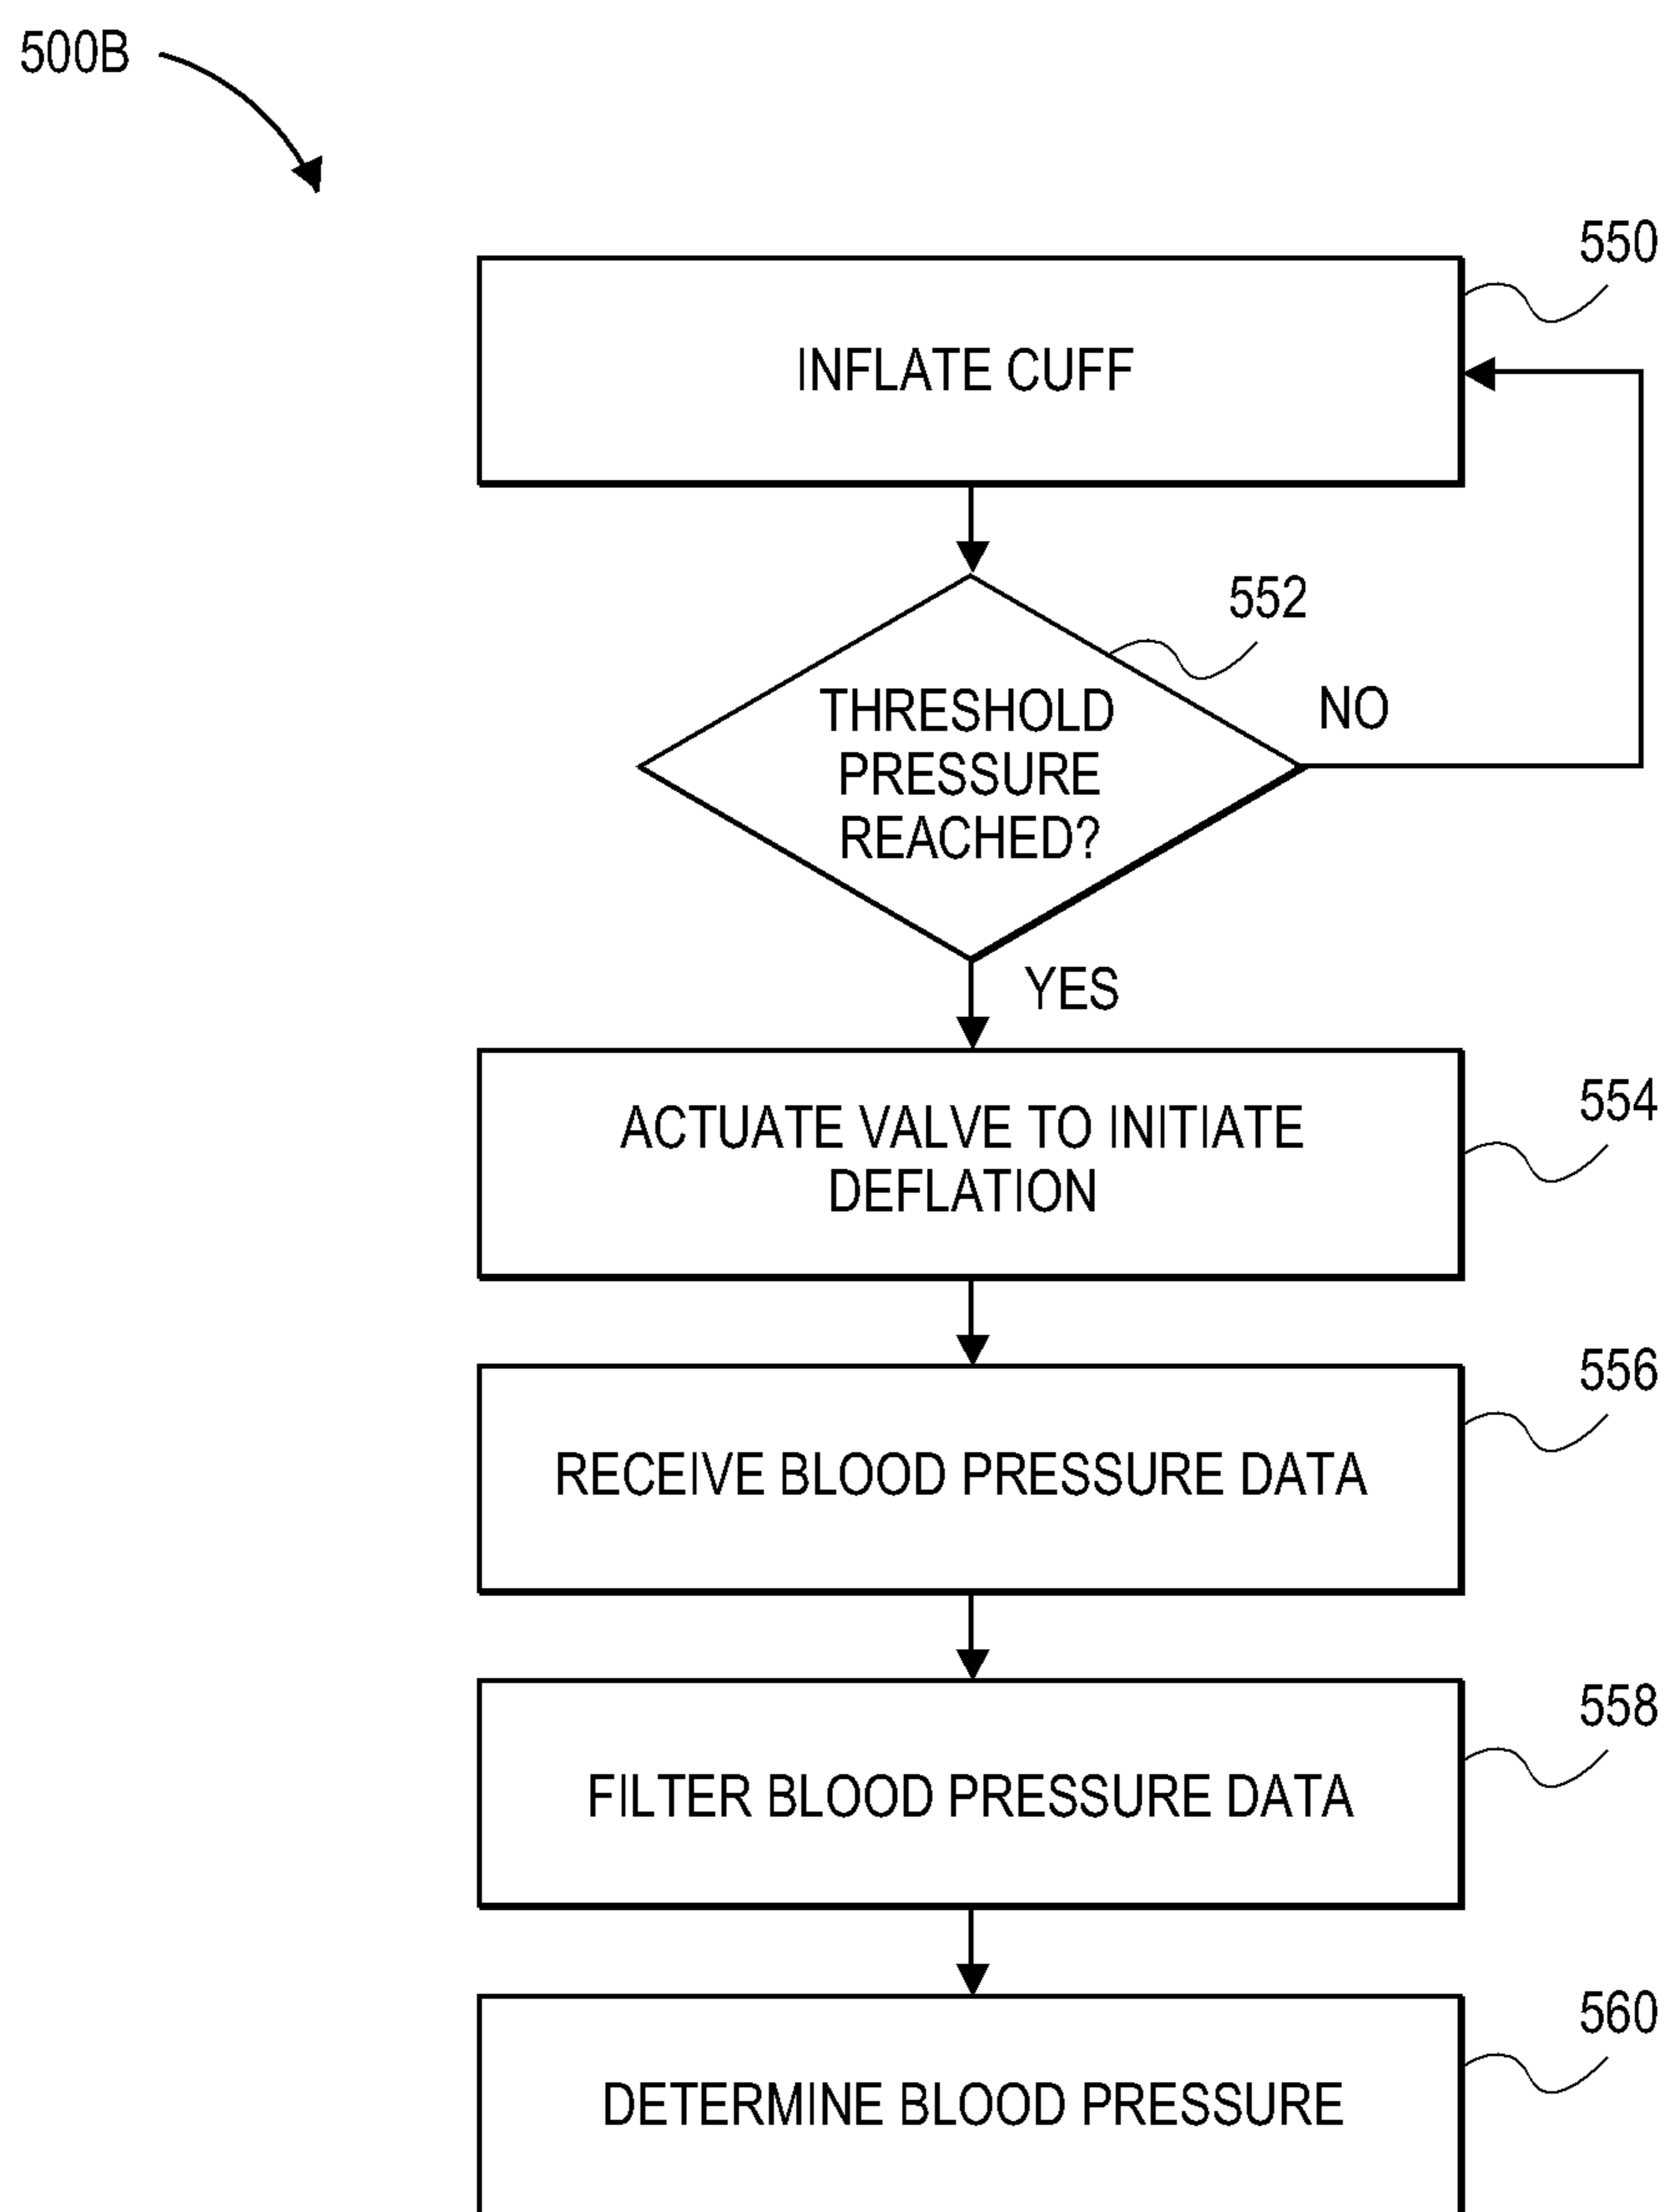 500B
550
INFLATE CUFF
552
THRESHOLD
PRESSURE
REACHED?
NO
YES
554
ACTUATE VALVE TO INITIATE
DEFLATION
556
RECEIVE BLOOD PRESSURE DATA
558
FILTER BLOOD PRESSURE DATA
560
DETERMINE BLOOD PRESSURE